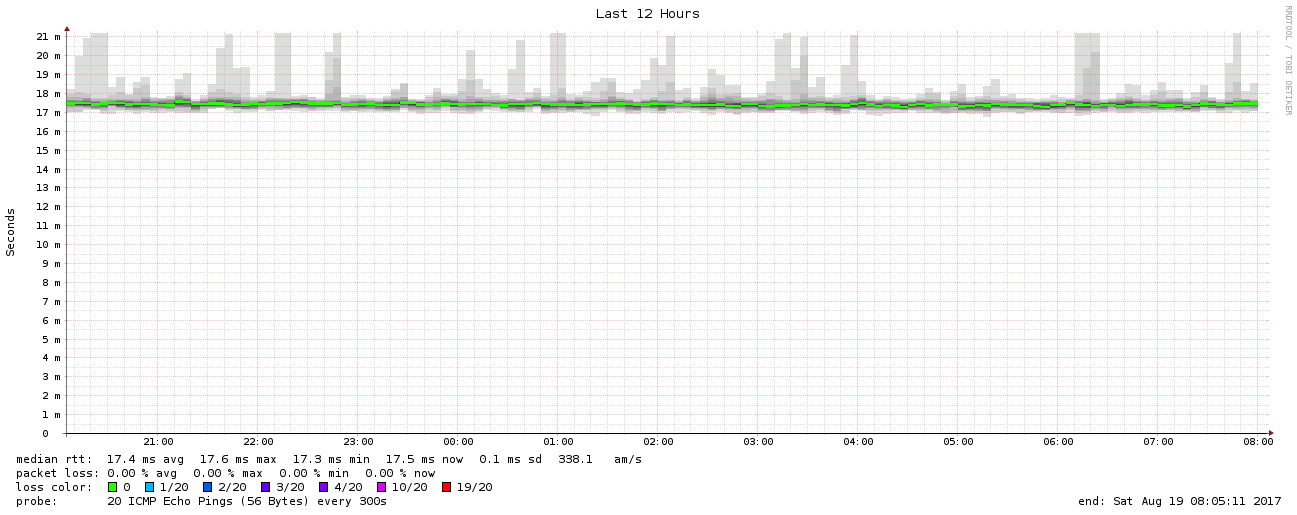 Last 12 Hours
RRDTOOL / TOBI OETIKER
Seconds
21 m
20 m
19 m
18 m
17 m
16 m
15 m
14 m
13 m
12 m
11 m
10 m
9 m
8 m
7 m
6 m
5 m
4 m
3 m
2 m
1 m
0
21:00 22:00 23:00 00:00 01:00 02:00 03:00 04:00 05:00 06:00 07:00 08:00
median rtt: 17.4 ms avg 17.6 ms max 17.3 ms min 17.5 ms now 0.1 ms sd 338.1 am/s
packet loss: 0.00 % avg 0.00 % max 0.00 % min 0.00 % now
loss color: 0 1/20 2/20 3/20 4/20 10/20 19/20
probe: 20 ICMP Echo Pings (56 Bytes) every 300s end: Sat Aug 19 08:05:11 2017